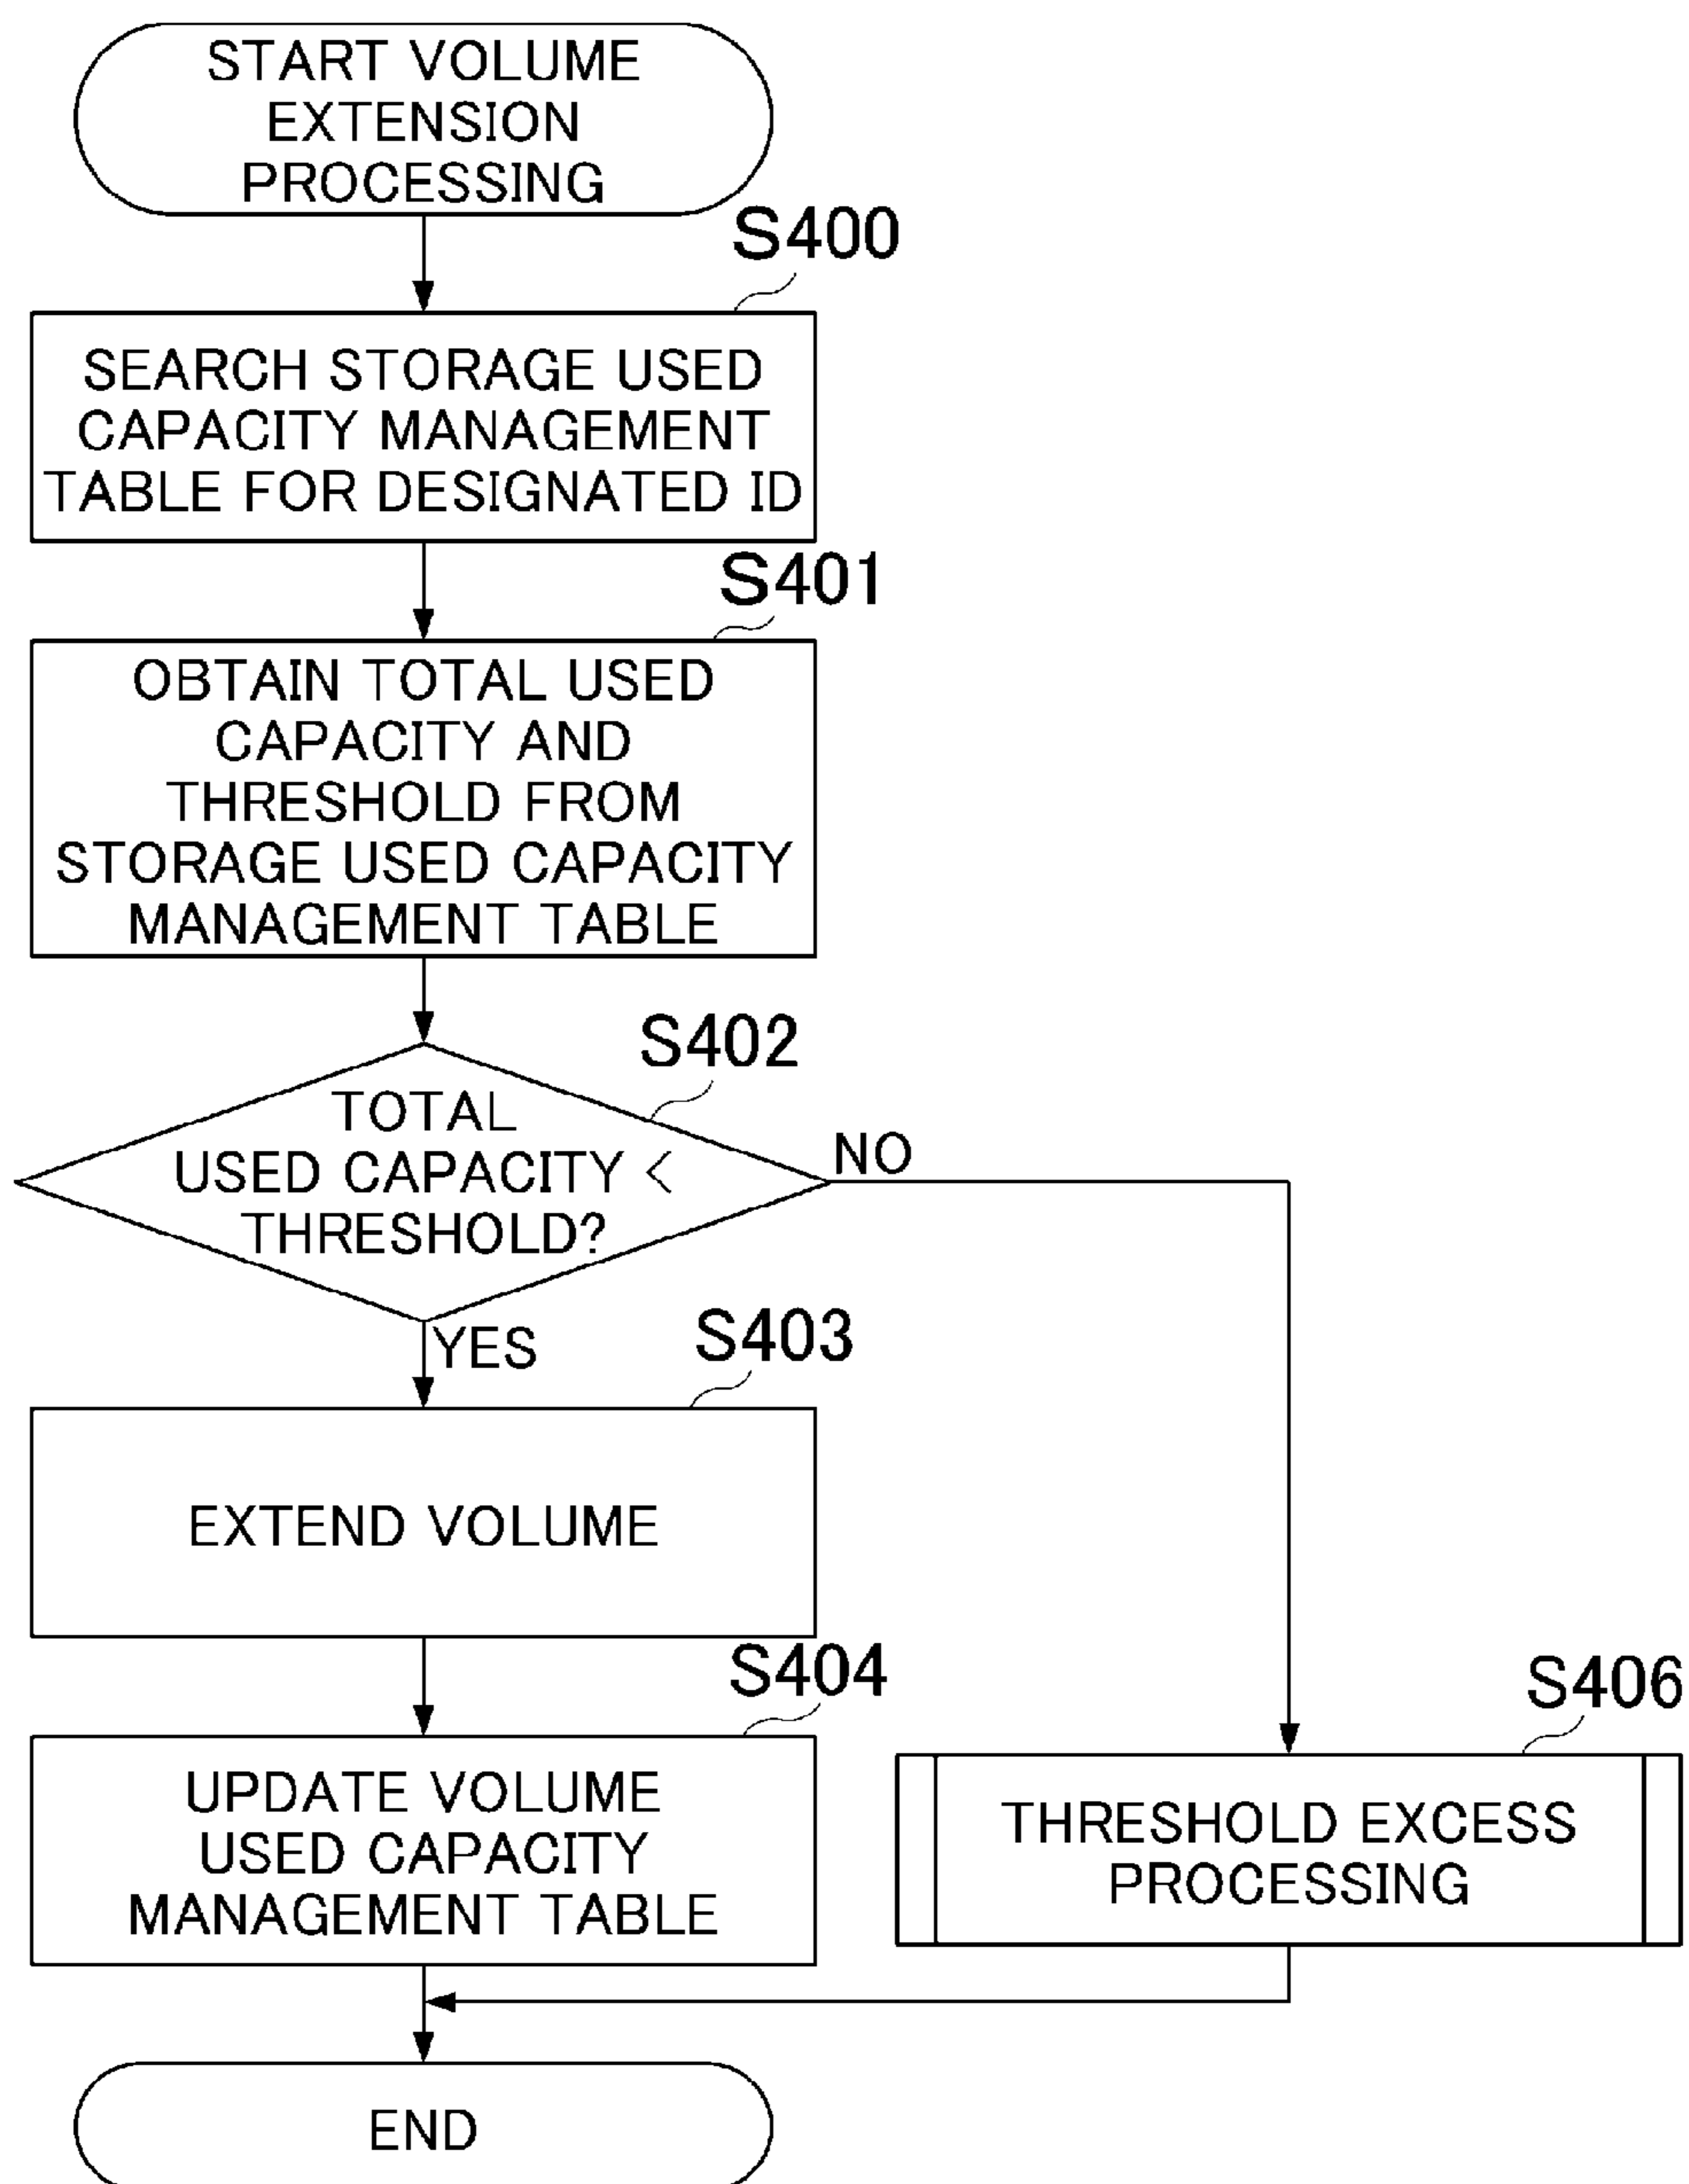 START VOLUME
EXTENSION
PROCESSING
S400
SEARCH STORAGE USED
CAPACITY MANAGEMENT
TABLE FOR DESIGNATED ID
S401
OBTAIN TOTAL USED
CAPACITY AND
THRESHOLD FROM
STORAGE USED CAPACITY
MANAGEMENT TABLE
S402
TOTAL
USED CAPACITY <
THRESHOLD?
NO
YES
S403
EXTEND VOLUME
S404
UPDATE VOLUME
USED CAPACITY
MANAGEMENT TABLE
S406
THRESHOLD EXCESS
PROCESSING
END